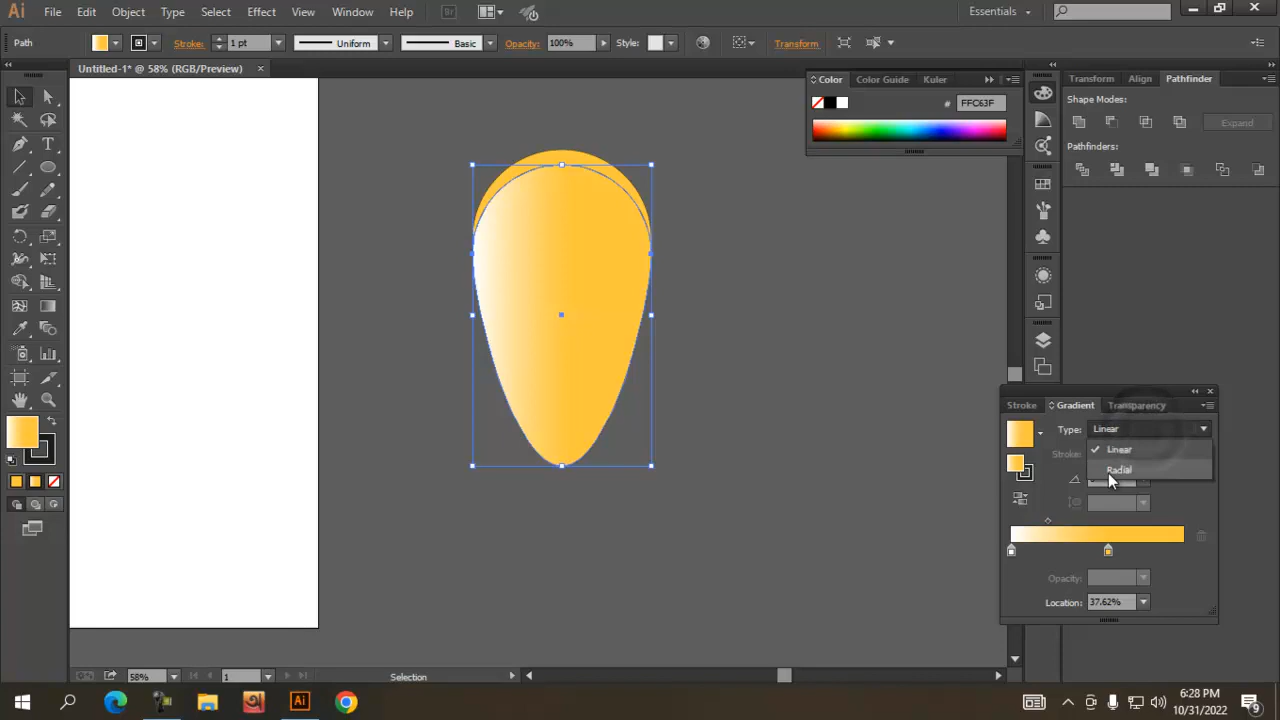 Ai File Edit Object Type Select Effect View Window Help Br Essentials
Path Stroke: 1 pt Uniform Basic Opacity: 100% Style: Transform
Untitled-1* @ 58% (RGB/Preview)
Color Color Guide Kuler
# FFC63F
Transform Align Pathfinder
Shape Modes:
Expand
Pathfinders:
Stroke Gradient Transparency
Type: Linear
Linear
Stroke:
Radial
Opacity:
Location: 37.62%
58% 1 Selection
Ai
6:28 PM
10/31/2022
9